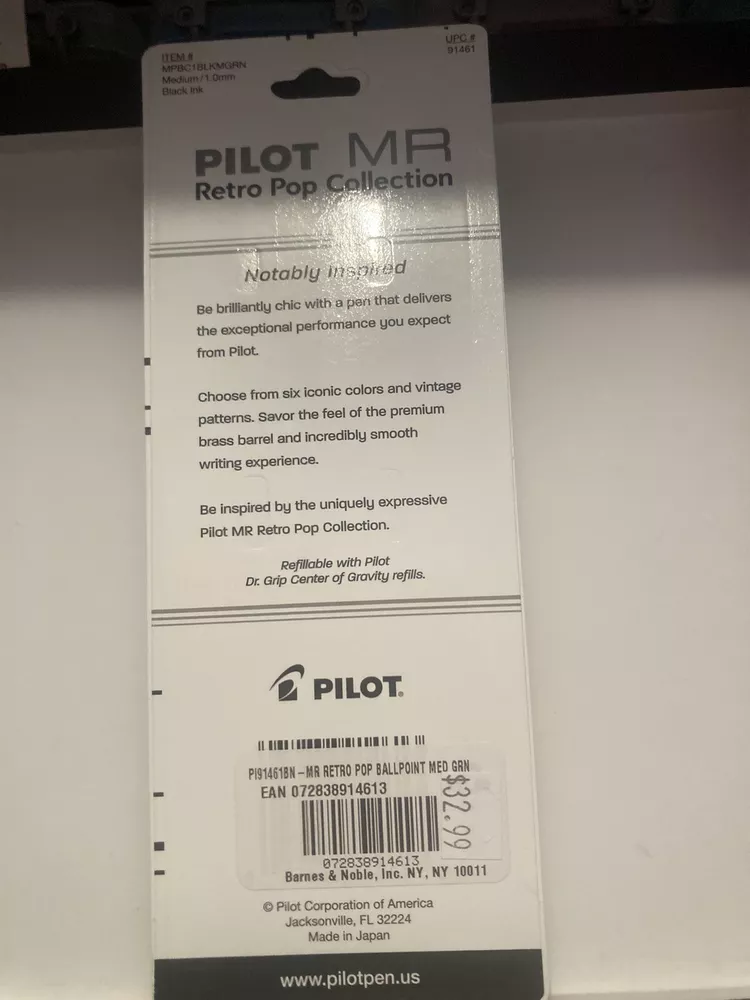 ITEM #
MPBC1BLKMGRN
Medium/1.0mm
Black Ink
UPC #
91461
PILOT MR
Retro Pop Collection
Notably Inspired
Be brilliantly chic with a pen that delivers
the exceptional performance you expect
from Pilot.
Choose from six iconic colors and vintage
patterns. Savor the feel of the premium
brass barrel and incredibly smooth
writing experience.
Be inspired by the uniquely expressive
Pilot MR Retro Pop Collection.
Refillable with Pilot
Dr. Grip Center of Gravity refills.
PILOT®
PI91461BN-MR RETRO POP BALLPOINT MED GRN
EAN 072838914613
$32.99
072838914613
Barnes & Noble, Inc. NY, NY 10011
© Pilot Corporation of America
Jacksonville, FL 32224
Made in Japan
www.pilotpen.us